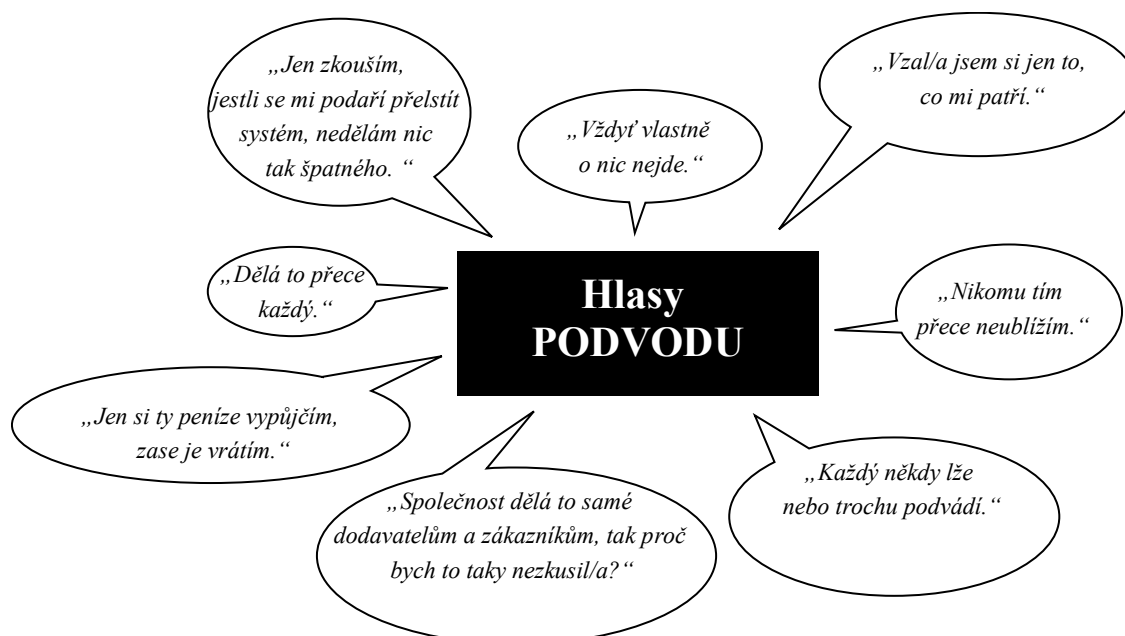 „Jen zkouším,
jestli se mi podaří přelstít
systém, nedělám nic
tak špatného. “
„Vždyť vlastně
o nic nejde.“
„Vzal/a jsem si jen to,
co mi patří.“
„Dělá to přece
každý.“
Hlasy
PODVODU
„Nikomu tím
přece neublížím.“
„Jen si ty peníze vypůjčím,
zase je vrátím.“
„Společnost dělá to samé
dodavatelům a zákazníkům, tak proč
bych to taky nezkusil/a?“
„Každý někdy lže
nebo trochu podvádí.“